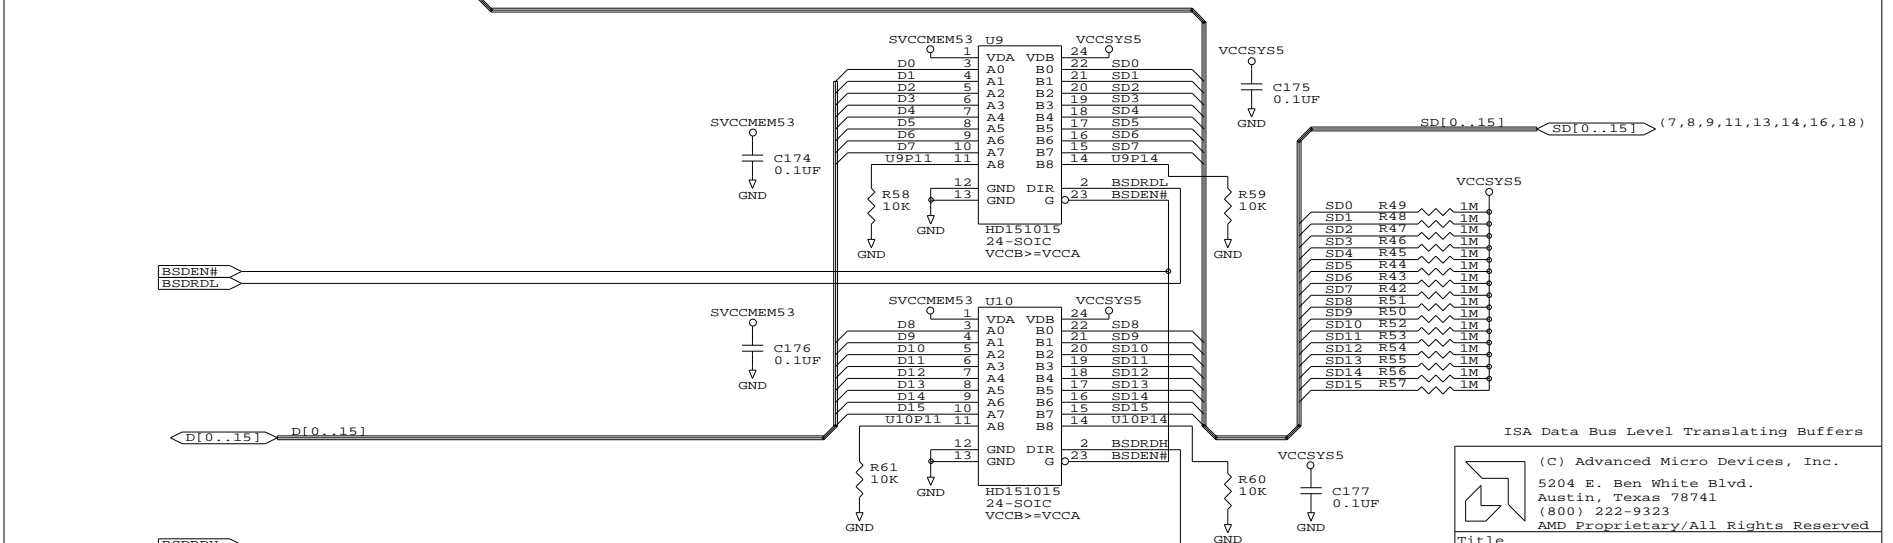 SVCCMEM53 U9 VCCSYS5
1 VDA VDB 24
D0 3 A0 B0 22 SD0
D1 4 A1 B1 21 SD1
D2 5 A2 B2 20 SD2
D3 6 A3 B3 19 SD3
D4 7 A4 B4 18 SD4
D5 8 A5 B5 17 SD5
D6 9 A6 B6 16 SD6
D7 10 A7 B7 15 SD7
U9P11 11 A8 B8 14 U9P14
12 GND DIR 2 BSDRDL
13 GND G 23 BSDEN#
HD151015
24-SOIC
VCCB>=VCCA
GND
R58
10K
GND
R59
10K
GND
SVCCMEM53
C174
0.1UF
GND
VCCSYS5
C175
0.1UF
GND
SD[0..15] SD[0..15] (7,8,9,11,13,14,16,18)
VCCSYS5
SD0 R49 1M
SD1 R48 1M
SD2 R47 1M
SD3 R46 1M
SD4 R45 1M
SD5 R44 1M
SD6 R43 1M
SD7 R42 1M
SD8 R51 1M
SD9 R50 1M
SD10 R52 1M
SD11 R53 1M
SD12 R54 1M
SD13 R55 1M
SD14 R56 1M
SD15 R57 1M
BSDEN#
BSDRDL
SVCCMEM53 U10 VCCSYS5
1 VDA VDB 24
D8 3 A0 B0 22 SD8
D9 4 A1 B1 21 SD9
D10 5 A2 B2 20 SD10
D11 6 A3 B3 19 SD11
D12 7 A4 B4 18 SD12
D13 8 A5 B5 17 SD13
D14 9 A6 B6 16 SD14
D15 10 A7 B7 15 SD15
U10P11 11 A8 B8 14 U10P14
12 GND DIR 2 BSDRDH
13 GND G 23 BSDEN#
HD151015
24-SOIC
VCCB>=VCCA
GND
SVCCMEM53
C176
0.1UF
GND
D[0..15] D[0..15]
R61
10K
GND
R60
10K
GND
VCCSYS5
C177
0.1UF
GND
ISA Data Bus Level Translating Buffers
(C) Advanced Micro Devices, Inc.
5204 E. Ben White Blvd.
Austin, Texas 78741
(800) 222-9323
AMD Proprietary/All Rights Reserved
Title